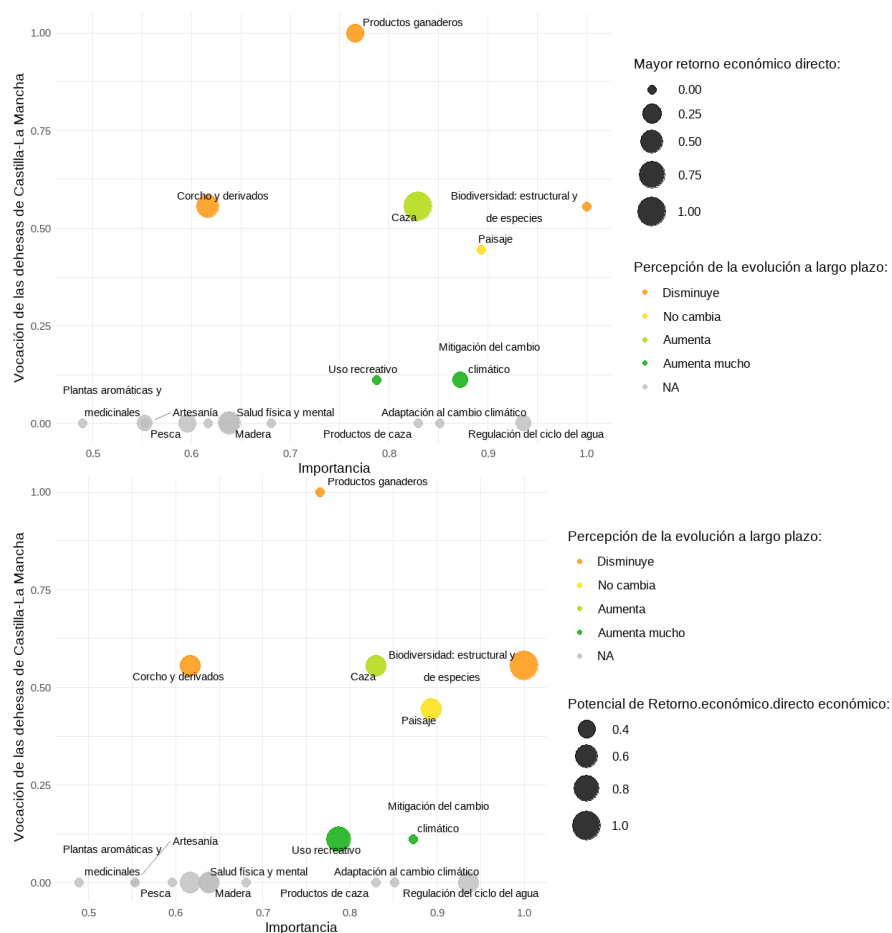 Productos ganaderos
1.00
Mayor retorno económico directo:
0.00
0.25
0.75
0.50
Vocación de las dehesas de Castilla-La Mancha
0.75
1.00
Corcho y derivados
Biodiversidad: estructural y
Caza
de especies
0.50
Paisaje
Percepción de la evolución a largo plazo:
Disminuye
No cambia
0.25
Aumenta
Mitigación del cambio
Aumenta mucho
Uso recreativo
climático
NA
Plantas aromáticas y
medicinales
Artesanía
Salud física y mental
Adaptación al cambio climático
0.00
Pesca
Madera
Productos de caza
Regulación del ciclo del agua
0.5
0.6
0.7
0.8
0.9
1.0
Importancia
Productos ganaderos
1.00
Percepción de la evolución a largo plazo:
Disminuye
No cambia
0.75
Aumenta
Vocación de las dehesas de Castilla-La Mancha
Aumenta mucho
Biodiversidad: estructural y
NA
Corcho y derivados
Caza
de especies
0.50
Potencial de Retorno.económico.directo económico:
Paisaje
0.4
0.6
0.25
0.8
Mitigación del cambio
1.0
climático
Artesanía
Plantas aromáticas y
Uso recreativo
medicinales
Salud física y mental
Adaptación al cambio climático
0.00
Pesca
Madera
Productos de caza
Regulación del ciclo del agua
0.5
0.6
0.7
0.8
0.9
1.0
Importancia